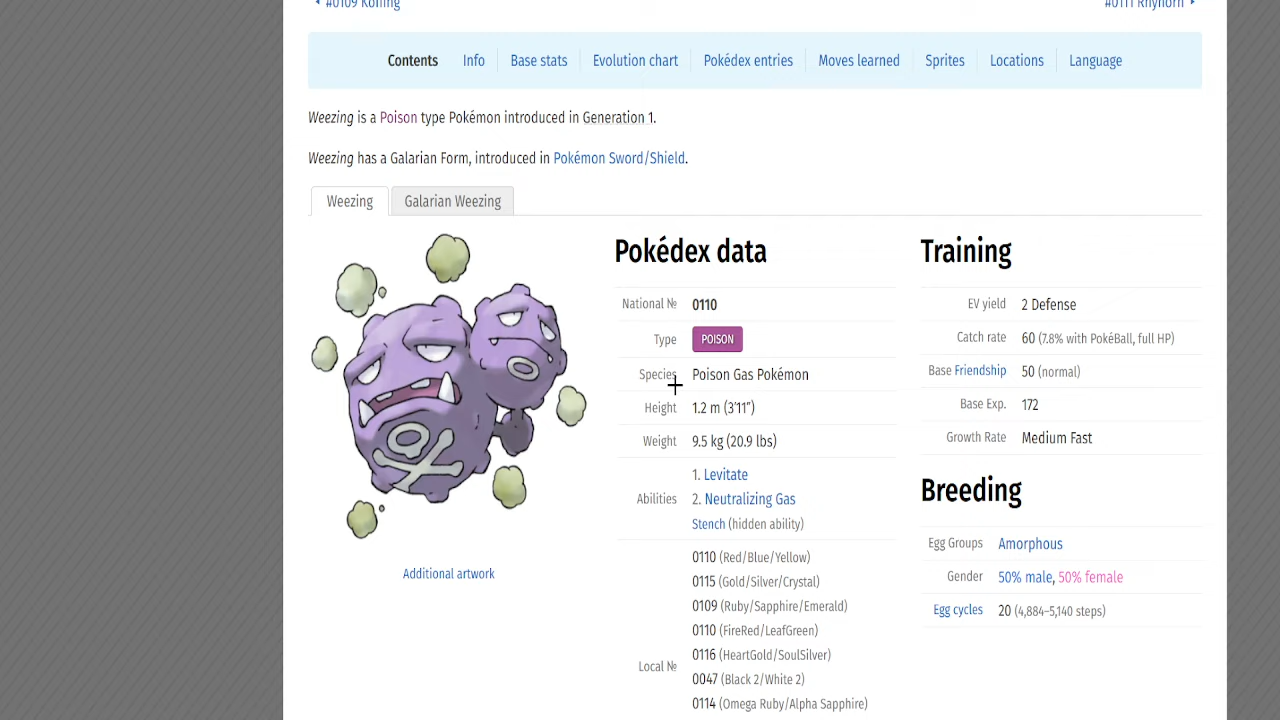 #0109 Koffing
#0111 Rhyhorn
Contents Info Base stats Evolution chart Pokédex entries Moves learned Sprites Locations Language
Weezing is a Poison type Pokémon introduced in Generation 1.
Weezing has a Galarian Form, introduced in Pokémon Sword/Shield.
Weezing Galarian Weezing
Pokédex data
National № 0110
Type POISON
Species Poison Gas Pokémon
Height 1.2 m (3′11″)
Weight 9.5 kg (20.9 lbs)
Abilities 1. Levitate
2. Neutralizing Gas
Stench (hidden ability)
Local № 0110 (Red/Blue/Yellow)
0115 (Gold/Silver/Crystal)
0109 (Ruby/Sapphire/Emerald)
0110 (FireRed/LeafGreen)
0116 (HeartGold/SoulSilver)
0047 (Black 2/White 2)
0114 (Omega Ruby/Alpha Sapphire)
Training
EV yield 2 Defense
Catch rate 60 (7.8% with PokéBall, full HP)
Base Friendship 50 (normal)
Base Exp. 172
Growth Rate Medium Fast
Breeding
Egg Groups Amorphous
Gender 50% male, 50% female
Egg cycles 20 (4,884–5,140 steps)
Additional artwork